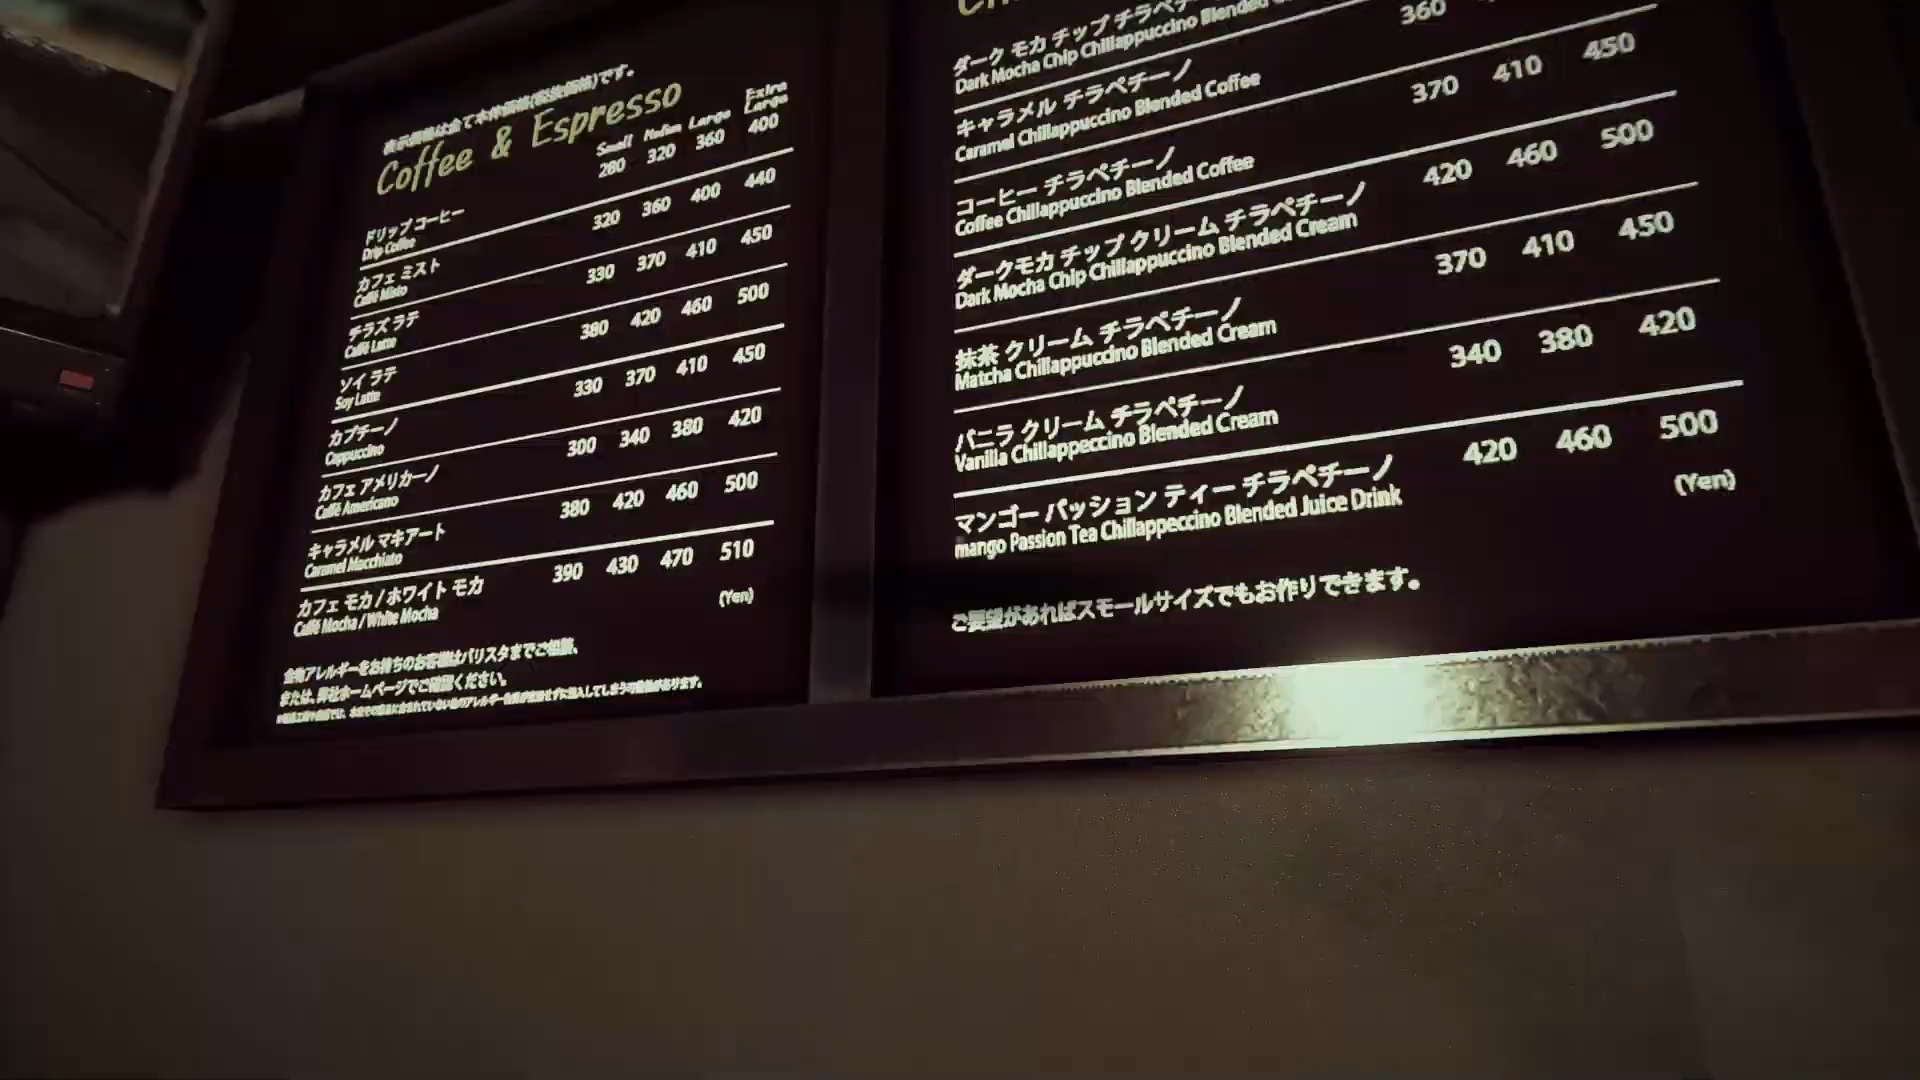 表示価格は全て本体価格(税抜価格)です。
Coffee & Espresso
Small Medium Large Extra Large
ドリップ コーヒー 280 320 360 400
Drip Coffee
カフェ ミスト 320 360 400 440
Caffé Misto
チラズ ラテ 330 370 410 450
Caffé Latte
ソイ ラテ 380 420 460 500
Soy Latte
カプチーノ 330 370 410 450
Cappuccino
カフェ アメリカーノ 300 340 380 420
Caffé Americano
キャラメル マキアート 380 420 460 500
Caramel Macchiato
カフェ モカ / ホワイト モカ 390 430 470 510
Caffé Mocha / White Mocha
(Yen)
食物アレルギーをお持ちのお客様はバリスタまでご相談、
または、弊社ホームページでご確認ください。
ダーク モカ チップ チラペチ
Dark Mocha Chip Chillappuccino Blended
360
キャラメル チラペチーノ 370 410 450
Caramel Chillappuccino Blended Coffee
コーヒー チラペチーノ
Coffee Chillappuccino Blended Coffee
ダークモカ チップ クリーム チラペチーノ 420 460 500
Dark Mocha Chip Chillappuccino Blended Cream
抹茶 クリーム チラペチーノ 370 410 450
Matcha Chillappuccino Blended Cream
バニラ クリーム チラペチーノ 340 380 420
Vanilla Chillappeccino Blended Cream
マンゴー パッション ティー チラペチーノ 420 460 500
mango Passion Tea Chillappeccino Blended Juice Drink
(Yen)
ご要望があればスモールサイズでもお作りできます。